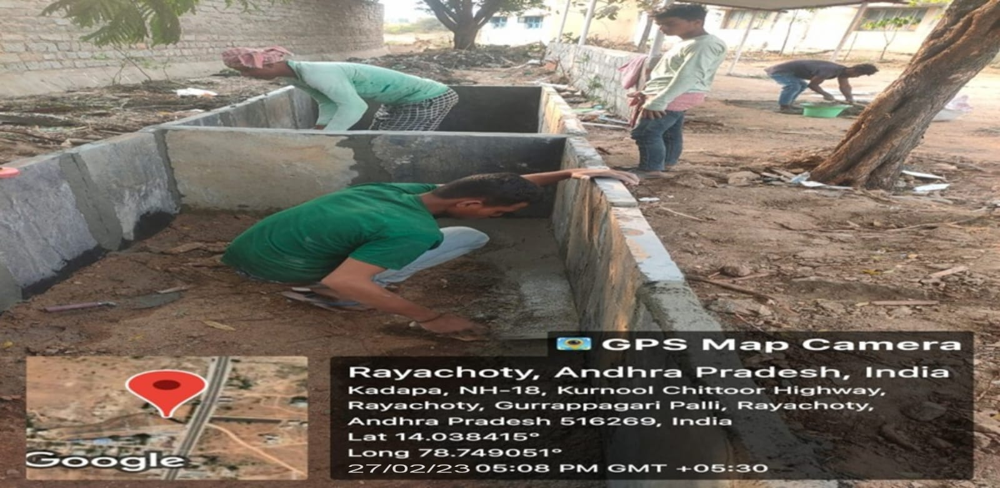 GPS Map Camera
Rayachoty, Andhra Pradesh, India
Kadapa, NH-18, Kurnool Chittoor Highway,
Rayachoty, Gurrappagari Palli, Rayachoty,
Andhra Pradesh 516269, India
Lat 14.038415°
Long 78.749051°
27/02/23 05:08 PM GMT +05:30
Google